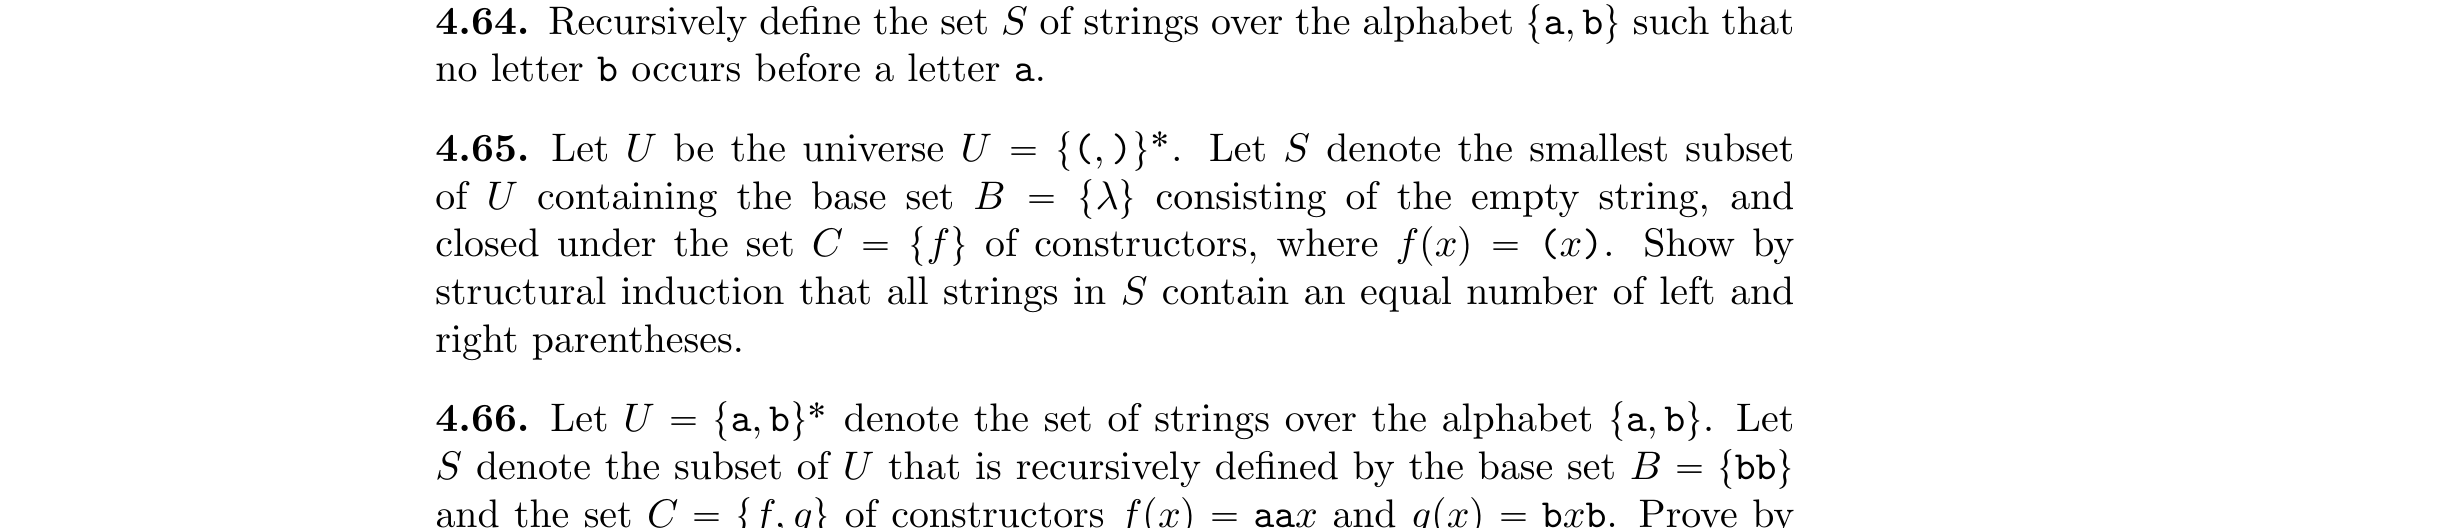 4.64. Recursively define the set S of strings over the alphabet {a, b} such that
no letter b occurs before a letter a.
4.65. Let U be the universe U = {(, )}*. Let S denote the smallest subset
of U containing the base set B = {λ} consisting of the empty string, and
closed under the set C = {f} of constructors, where f(x) = (x). Show by
structural induction that all strings in S contain an equal number of left and
right parentheses.
4.66. Let U = {a, b}* denote the set of strings over the alphabet {a, b}. Let
S denote the subset of U that is recursively defined by the base set B = {bb}
and the set C = {f, g} of constructors f(x) = aax and g(x) = bxb. Prove by